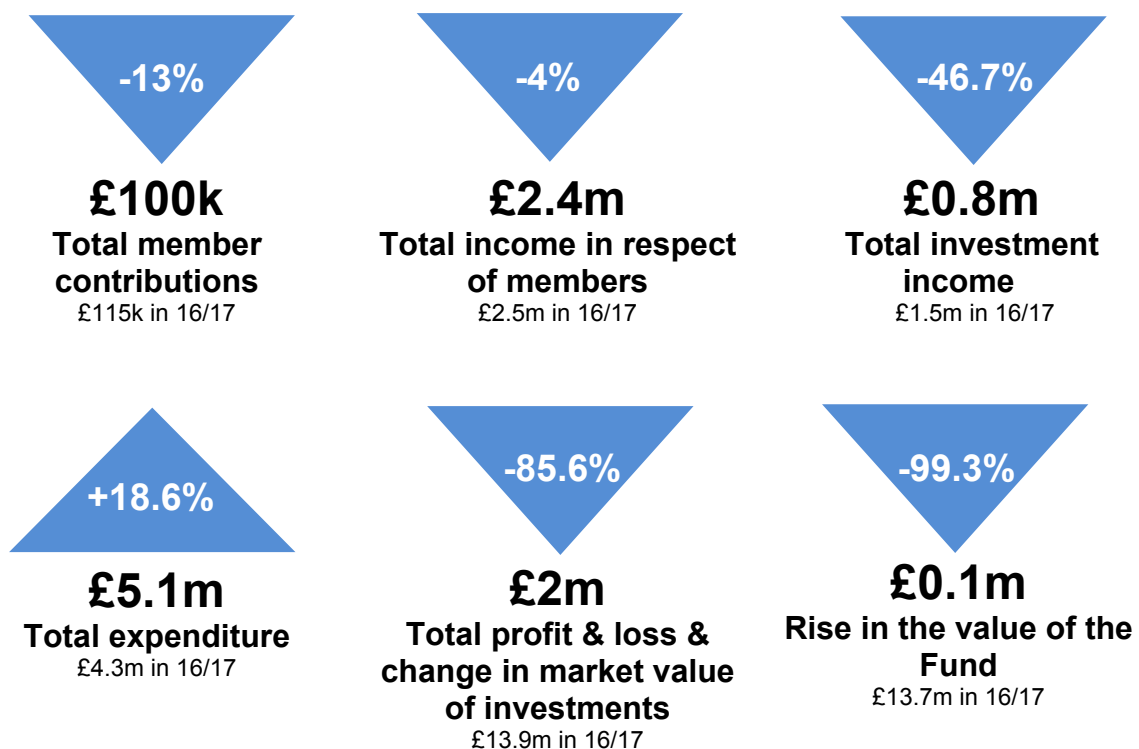 -13%
£100k
Total member
contributions
£115k in 16/17
-4%
£2.4m
Total income in respect
of members
£2.5m in 16/17
-46.7%
£0.8m
Total investment
income
£1.5m in 16/17
+18.6%
£5.1m
Total expenditure
£4.3m in 16/17
-85.6%
£2m
Total profit & loss &
change in market value
of investments
£13.9m in 16/17
-99.3%
£0.1m
Rise in the value of the
Fund
£13.7m in 16/17